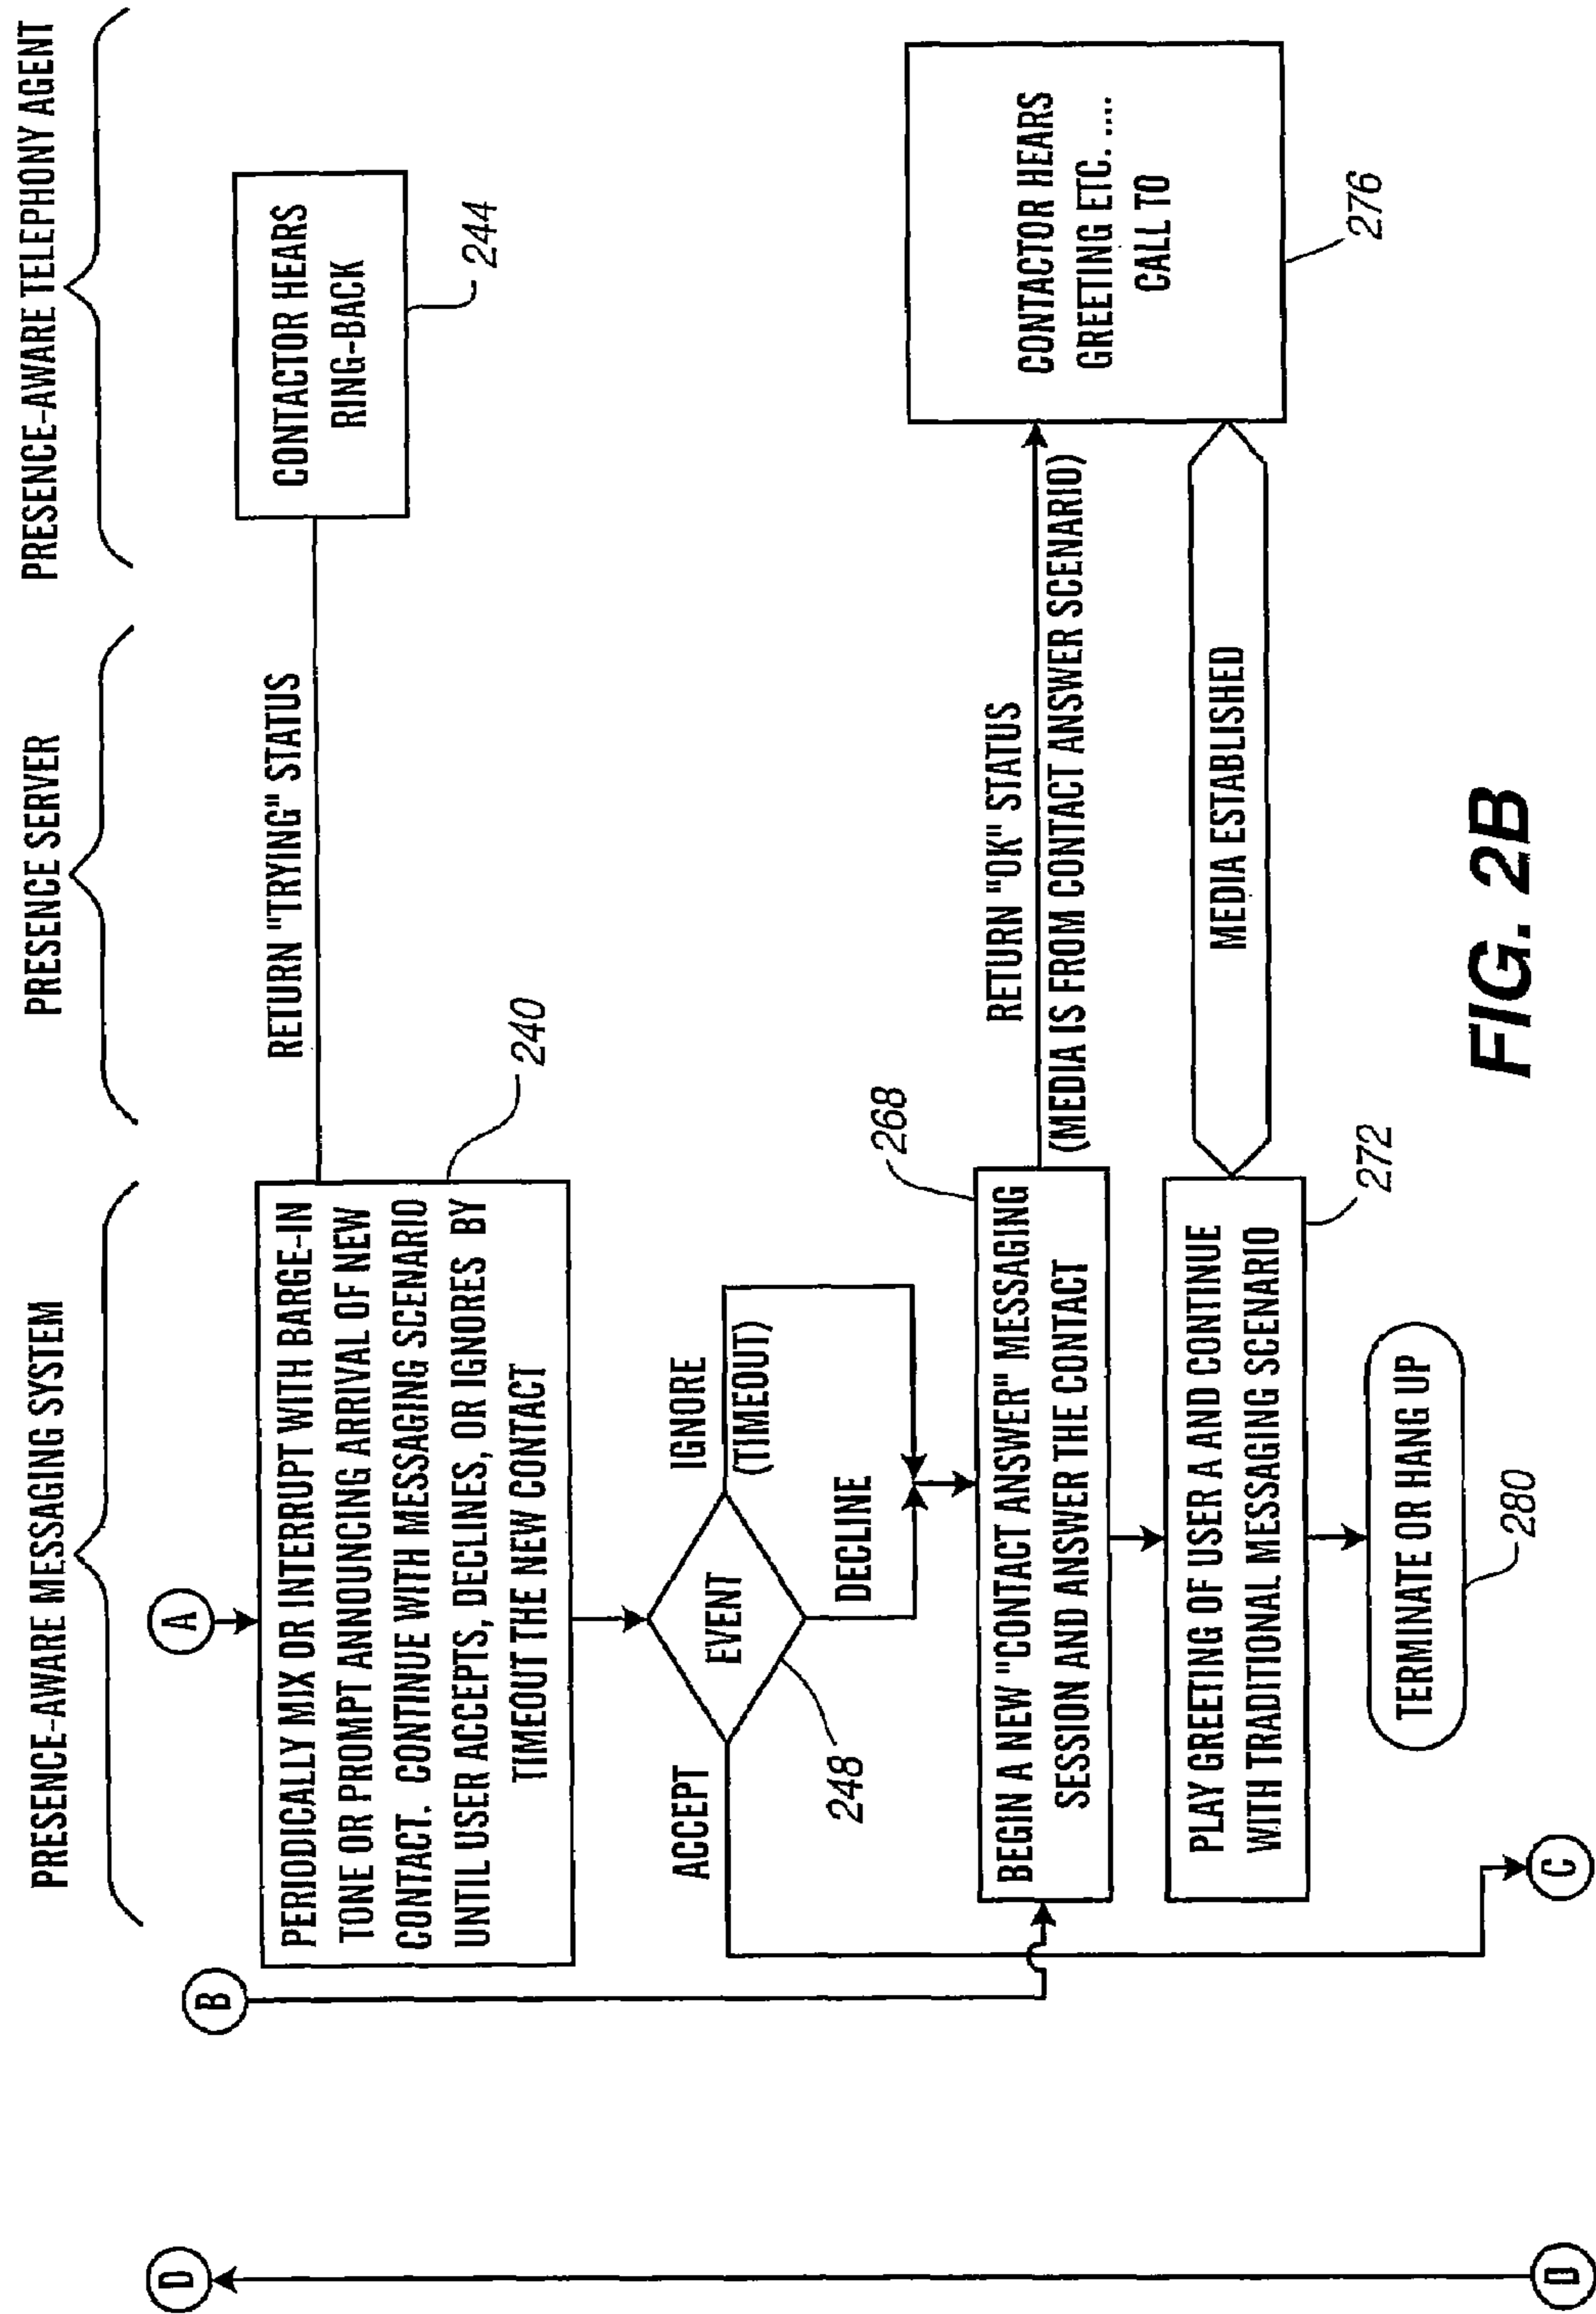 PRESENCE-AWARE MESSAGING SYSTEM
PRESENCE SERVER
PRESENCE-AWARE TELEPHONY AGENT
D
B
A
PERIODICALLY MIX OR INTERRUPT WITH BARGE-IN
TONE OR PROMPT ANNOUNCING ARRIVAL OF NEW
CONTACT. CONTINUE WITH MESSAGING SCENARIO
UNTIL USER ACCEPTS, DECLINES, OR IGNORES BY
TIMEOUT THE NEW CONTACT
240
RETURN "TRYING" STATUS
CONTACTOR HEARS
RING-BACK
244
ACCEPT
EVENT
248
IGNORE
(TIMEOUT)
DECLINE
268
BEGIN A NEW "CONTACT ANSWER" MESSAGING
SESSION AND ANSWER THE CONTACT
RETURN "OK" STATUS
(MEDIA IS FROM CONTACT ANSWER SCENARIO)
CONTACTOR HEARS
GREETING ETC. ....
CALL TO
276
PLAY GREETING OF USER A AND CONTINUE
WITH TRADITIONAL MESSAGING SCENARIO
272
MEDIA ESTABLISHED
TERMINATE OR HANG UP
280
D
C
FIG. 2B